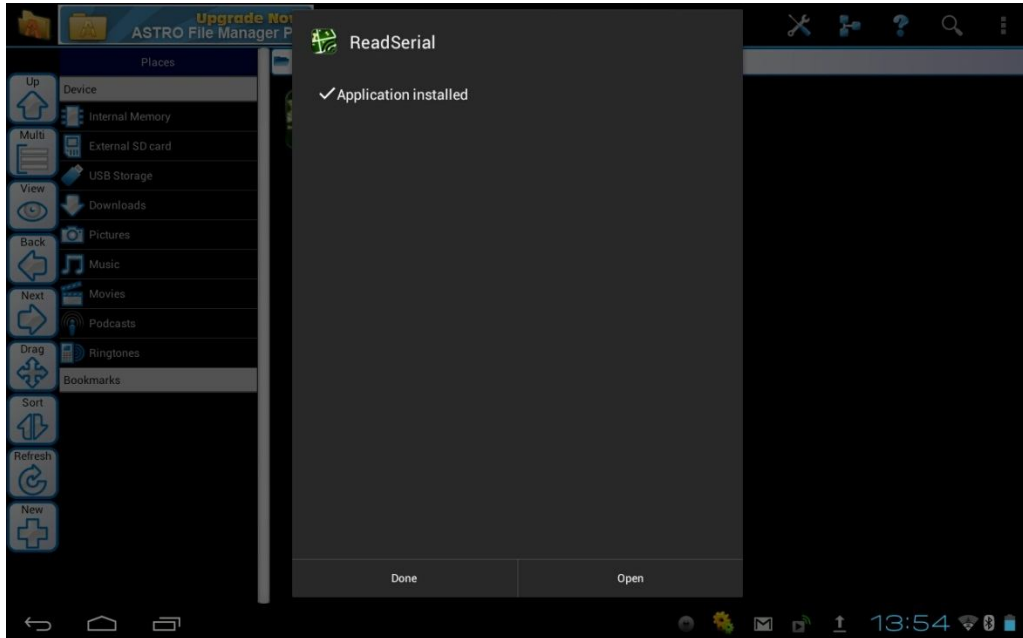 Upgrade Now
ASTRO File Manager P
ReadSerial
Application installed
Places
Device
Internal Memory
External SD card
USB Storage
Downloads
Pictures
Music
Movies
Podcasts
Ringtones
Bookmarks
Up
Multi
View
Back
Next
Drag
Sort
Refresh
New
Done
Open
13:54